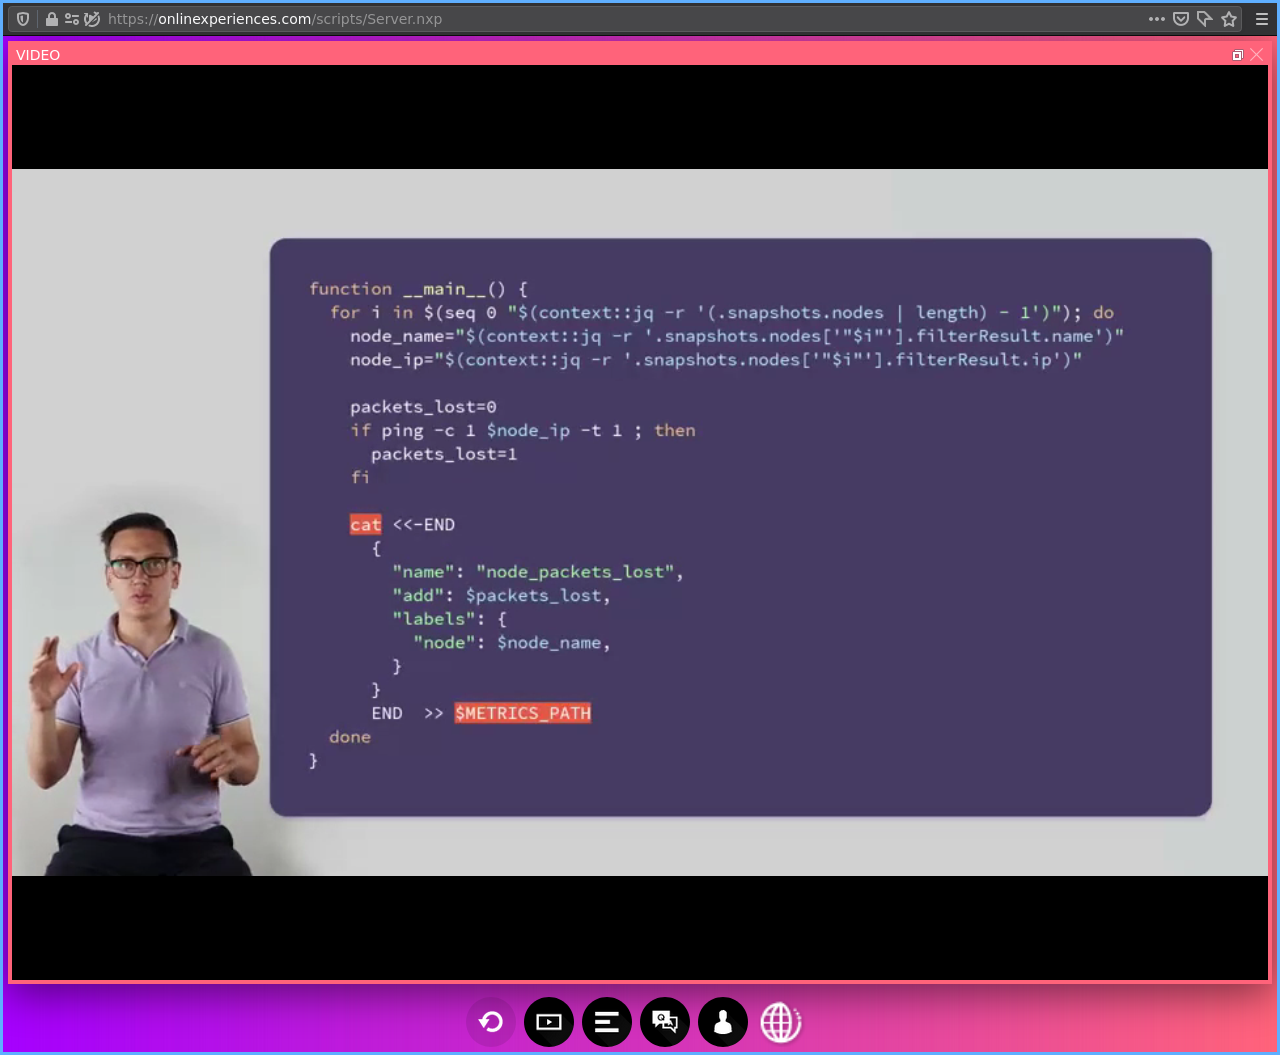 https://onlinexperiences.com/scripts/Server.nxp
VIDEO
function __main__() {
for i in $(seq 0 "$(context::jq -r '(.snapshots.nodes | length) - 1')"); do
node_name="$(context::jq -r '.snapshots.nodes['"$i"'].filterResult.name')"
node_ip="$(context::jq -r '.snapshots.nodes['"$i"'].filterResult.ip')"
packets_lost=0
if ping -c 1 $node_ip -t 1 ; then
packets_lost=1
fi
cat <<-END
{
"name": "node_packets_lost",
"add": $packets_lost,
"labels": {
"node": $node_name,
}
}
END >> $METRICS_PATH
done
}